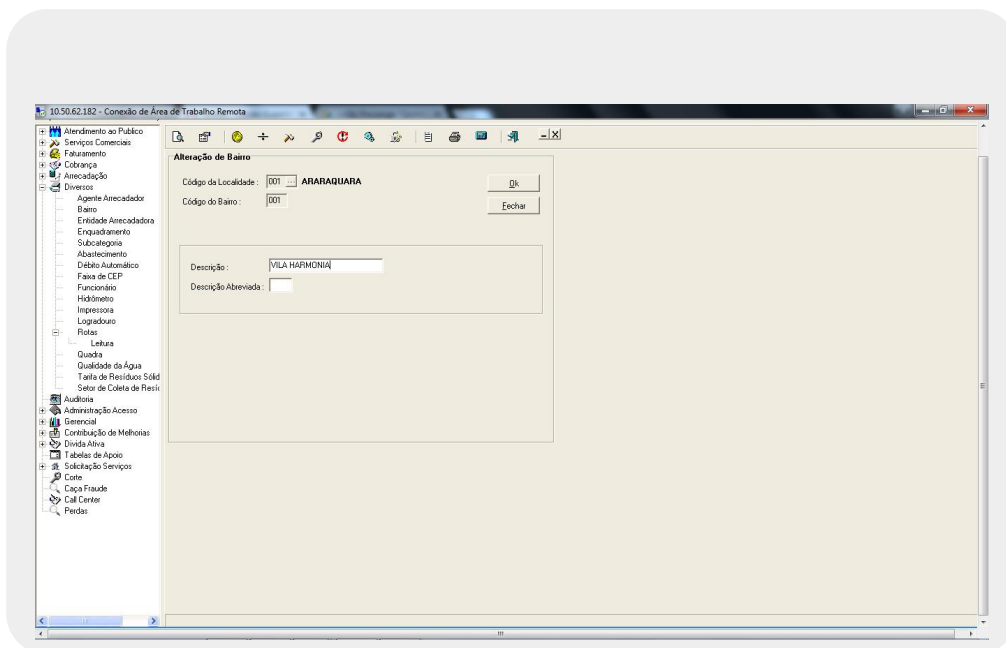 10.50.62.182 - Conexão de Área de Trabalho Remota
Atendimento ao Publico
Serviços Comerciais
Faturamento
Cobrança
Arrecadação
Diversos
Agente Arrecadador
Bairro
Entidade Arrecadadora
Enquadramento
Subcategoria
Abastecimento
Débito Automático
Faixa de CEP
Funcionário
Hidrômetro
Impressora
Logradouro
Rotas
Leitura
Quadra
Qualidade da Água
Tarifa de Resíduos Sólid
Setor de Coleta de Resíc
Auditoria
Administração Acesso
Gerencial
Contribuição de Melhorias
Divida Ativa
Tabelas de Apoio
Solicitação Serviços
Corte
Caça Fraude
Call Center
Perdas
Alteração de Bairro
Código da Localidade : 001 ... ARARAQUARA
Ok
Código do Bairro : 001
Fechar
Descrição : VILA HARMONIA
Descrição Abreviada :